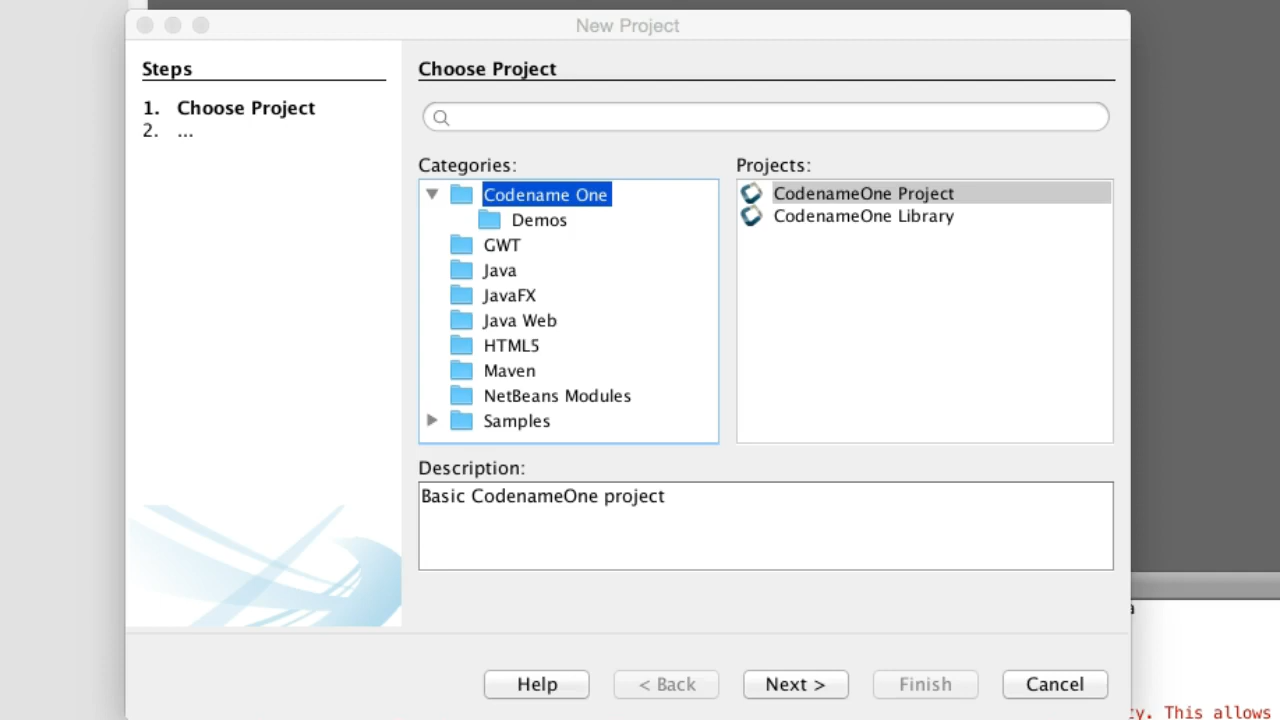 New Project
Steps
1. Choose Project
2. ...
Choose Project
Categories:
Codename One
Demos
GWT
Java
JavaFX
Java Web
HTML5
Maven
NetBeans Modules
Samples
Projects:
CodenameOne Project
CodenameOne Library
Description:
Basic CodenameOne project
Help
< Back
Next >
Finish
Cancel
This allows